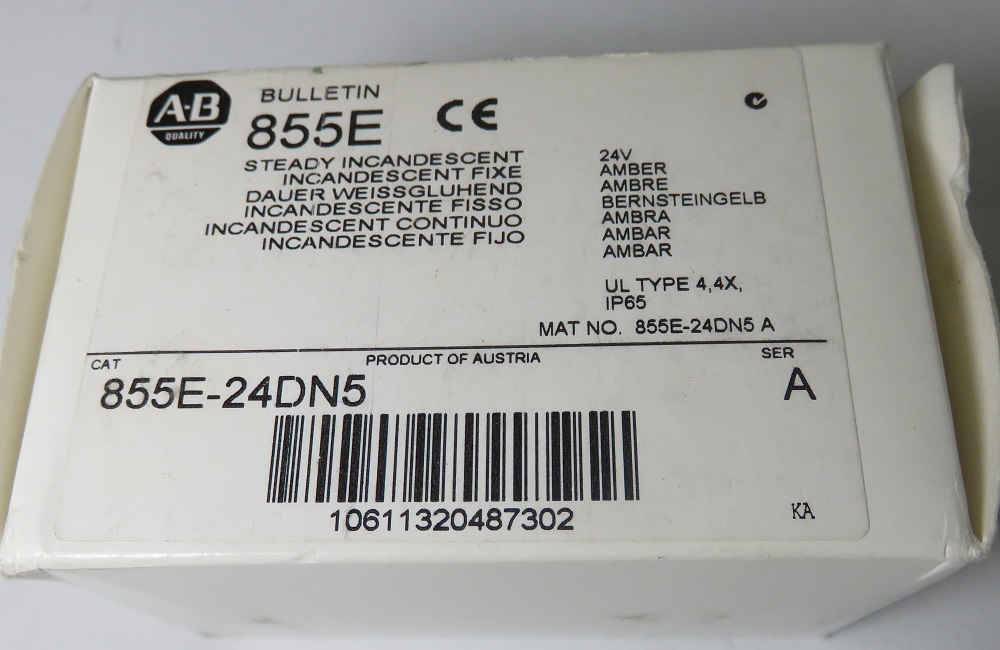 A-B
QUALITY
BULLETIN
855E
CE
STEADY INCANDESCENT
INCANDESCENT FIXE
DAUER WEISSGLUHEND
INCANDESCENTE FISSO
INCANDESCENT CONTINUO
INCANDESCENTE FIJO
24V
AMBER
AMBRE
BERNSTEINGELB
AMBRA
AMBAR
AMBAR
UL TYPE 4,4X,
IP65
MAT NO. 855E-24DN5 A
CAT
PRODUCT OF AUSTRIA
SER
855E-24DN5
A
10611320487302
KA